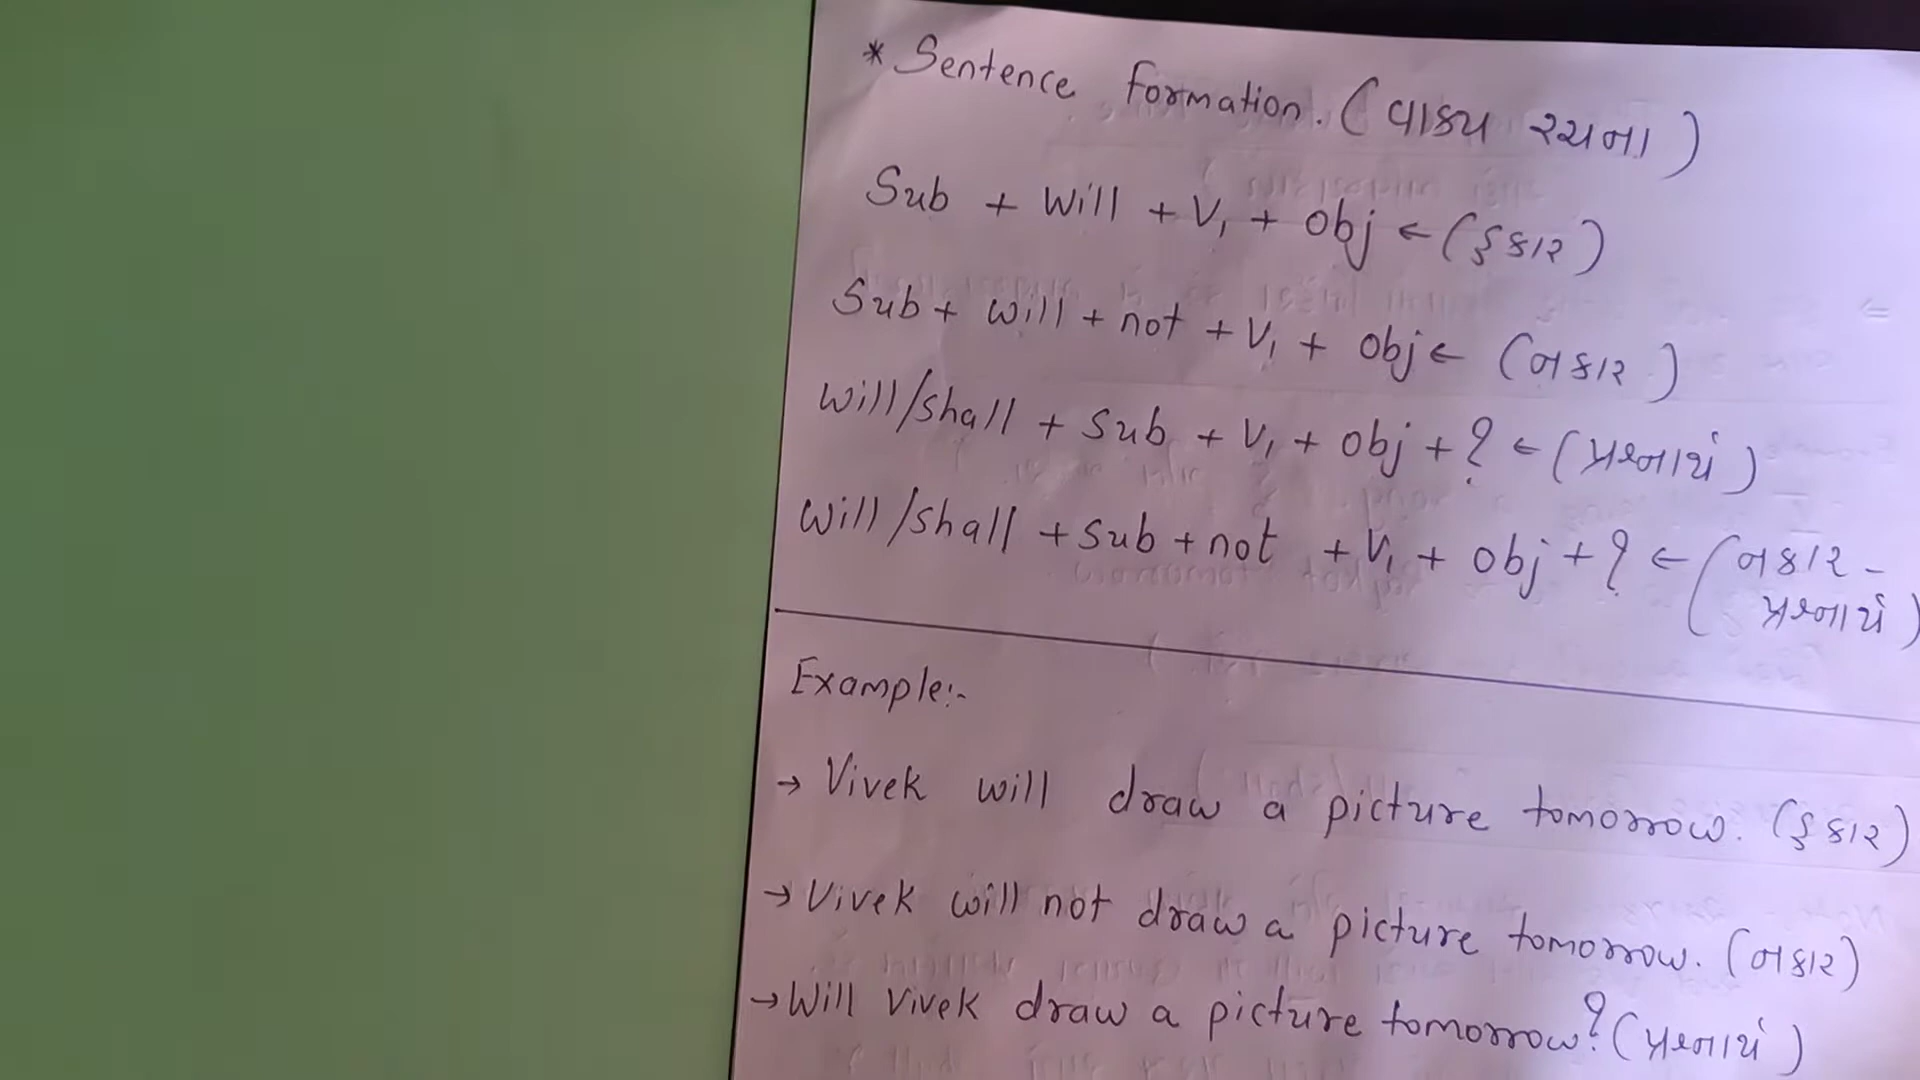 * Sentence Formation. (વાક્ય રચના)
Sub + Will + V₁ + Obj ← (હકાર)
Sub + will + not + V₁ + Obj ← (નકાર)
Will/shall + Sub + V₁ + Obj + ? ← (પ્રશ્નાર્થ)
Will/shall + Sub + not + V₁ + Obj + ? ← (નકાર-
પ્રશ્નાર્થ)
Example:-
→ Vivek will draw a picture tomorrow. (હકાર)
→ Vivek will not draw a picture tomorrow. (નકાર)
→ Will Vivek draw a picture tomorrow? (પ્રશ્નાર્થ)